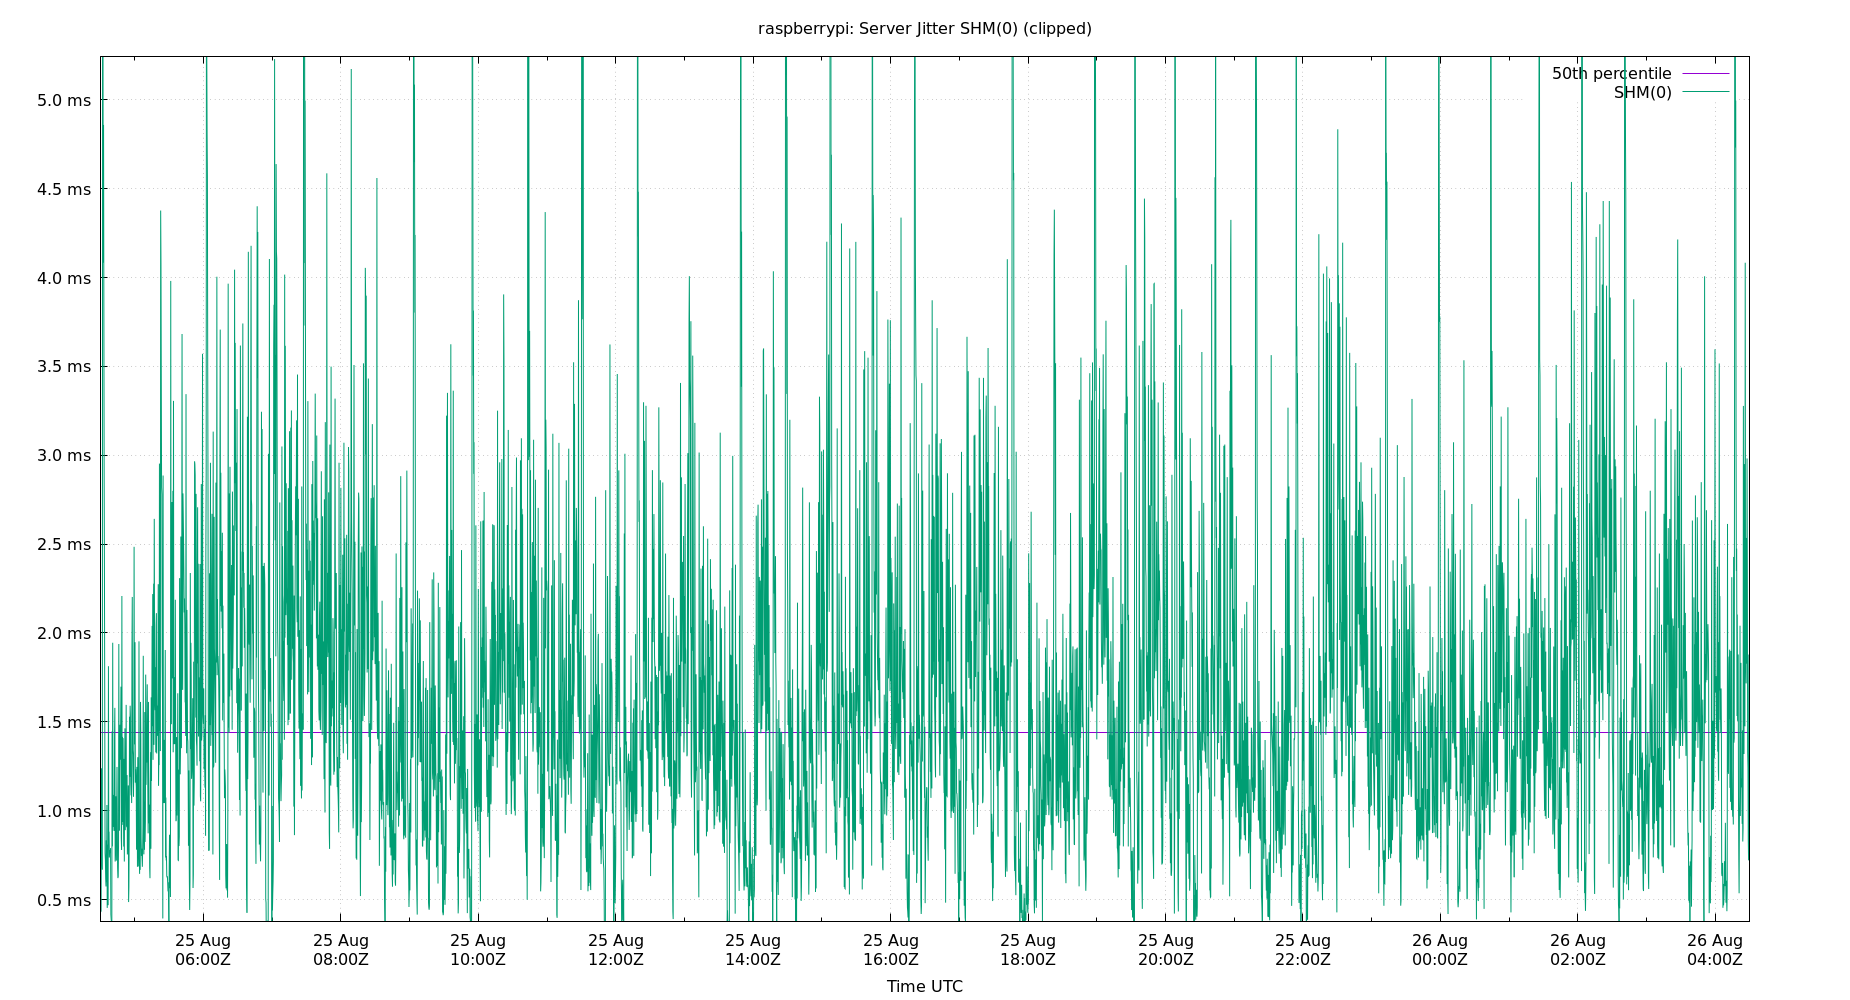 raspberrypi: Server Jitter SHM(0) (clipped)
50th percentile
SHM(0)
5.0 ms
4.5 ms
4.0 ms
3.5 ms
3.0 ms
2.5 ms
2.0 ms
1.5 ms
1.0 ms
0.5 ms
25 Aug 25 Aug 25 Aug 25 Aug 25 Aug 25 Aug 25 Aug 25 Aug 25 Aug 26 Aug 26 Aug 26 Aug
06:00Z 08:00Z 10:00Z 12:00Z 14:00Z 16:00Z 18:00Z 20:00Z 22:00Z 00:00Z 02:00Z 04:00Z
Time UTC